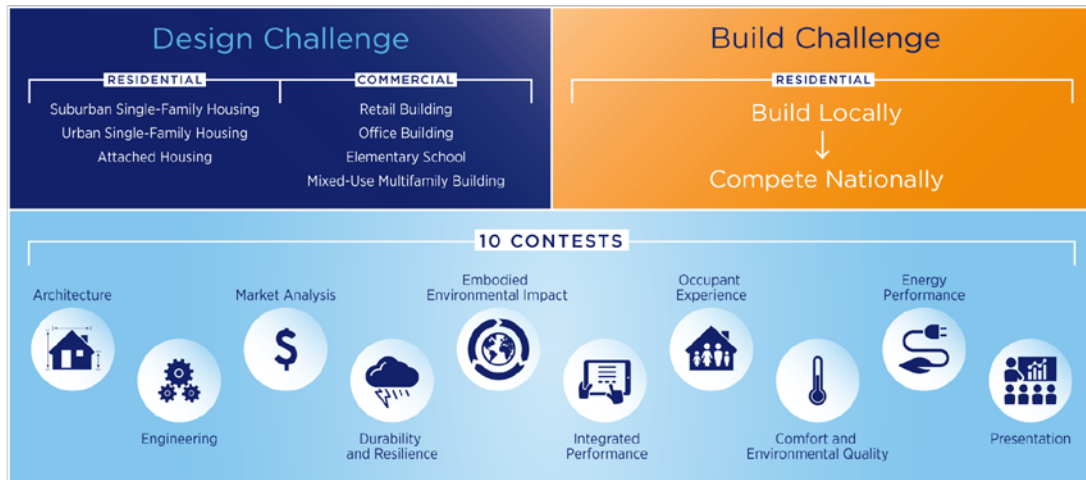 Design Challenge
RESIDENTIAL
Suburban Single-Family Housing
Urban Single-Family Housing
Attached Housing
COMMERCIAL
Retail Building
Office Building
Elementary School
Mixed-Use Multifamily Building
Build Challenge
RESIDENTIAL
Build Locally
Compete Nationally
10 CONTESTS
Architecture
Engineering
Market Analysis
Durability
and Resilience
Embodied
Environmental Impact
Integrated
Performance
Occupant
Experience
Comfort and
Environmental Quality
Energy
Performance
Presentation